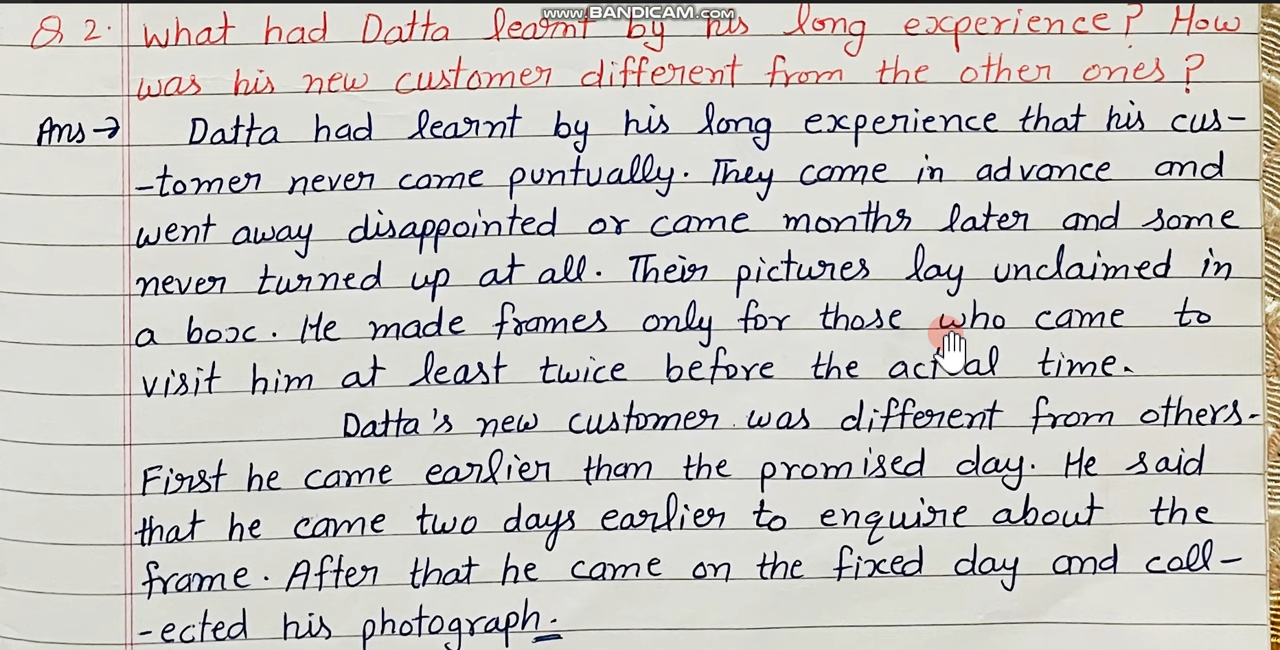 www.BANDICAM.com
Q 2. What had Datta learnt by his long experience? How
was his new customer different from the other ones?
Ans → Datta had learnt by his long experience that his cus-
-tomer never came puntually. They came in advance and
went away disappointed or came months later and some
never turned up at all. Their pictures lay unclaimed in
a box. He made frames only for those who came to
visit him at least twice before the actual time.
Datta's new customer was different from others.
First he came earlier than the promised day. He said
that he came two days earlier to enquire about the
frame. After that he came on the fixed day and coll-
-ected his photograph.